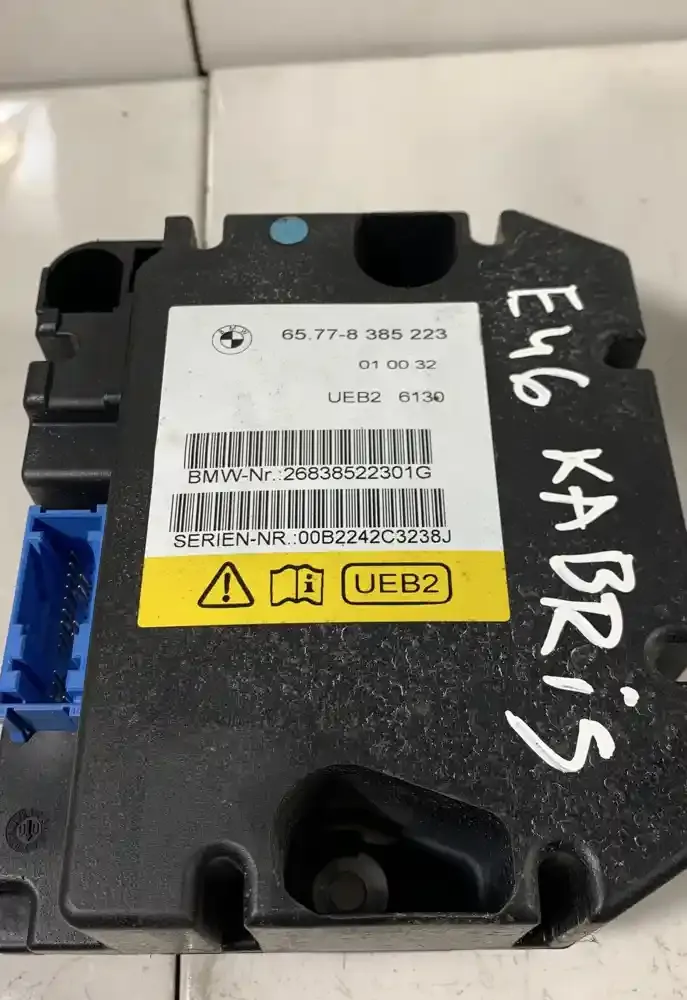 BMW
65.77-8 385 223
01 00 32
UEB2 6130
BMW-Nr.:26838522301G
SERIEN-NR.:00B2242C3238J
UEB2
E46 KABRiS